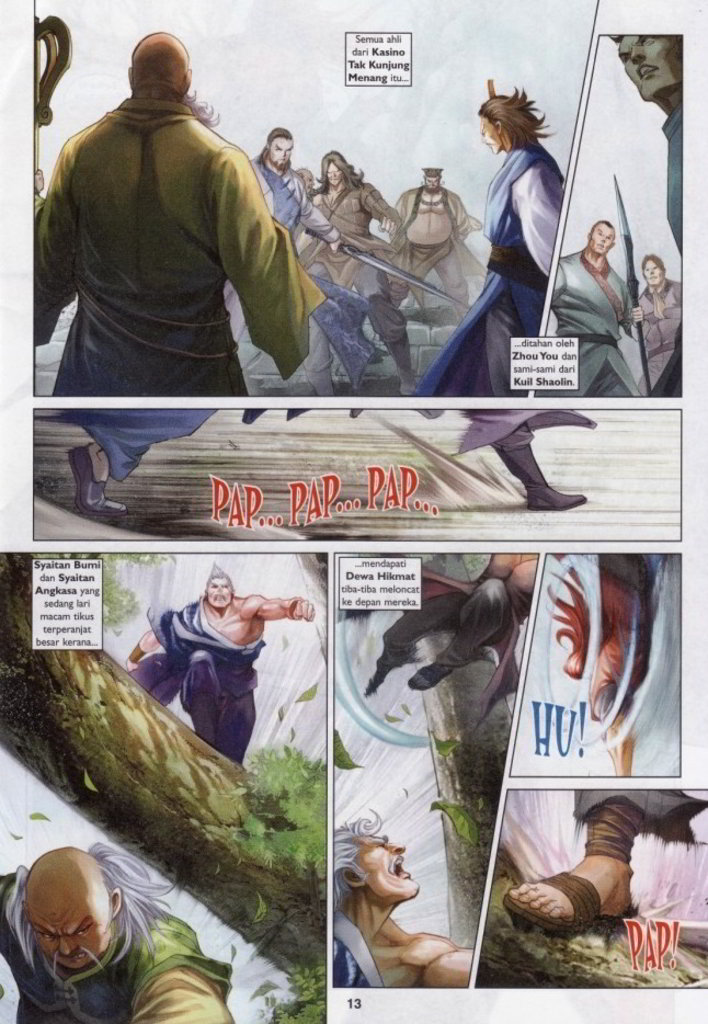 Semua ahli
dari Kasino
Tak Kunjung
Menang itu...
...ditahan oleh
Zhou You dan
sami-sami dari
Kuil Shaolin.
PAP... PAP... PAP...
Syaitan Bumi
dan Syaitan
Angkasa yang
sedang lari
macam tikus
terperanjat
besar kerana...
...mendapati
Dewa Hikmat
tiba-tiba meloncat
ke depan mereka.
HU!
PAP!
13